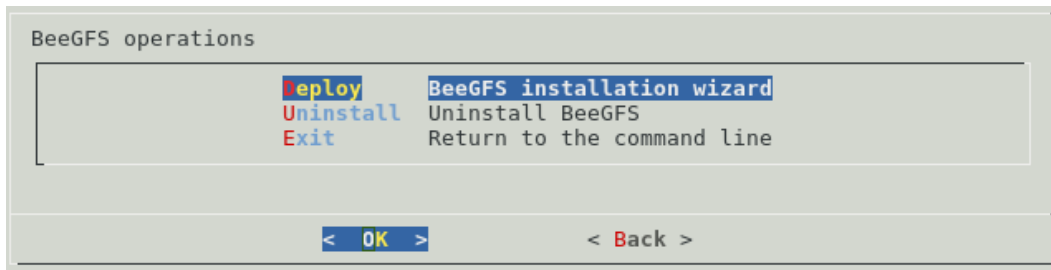 BeeGFS operations
Deploy BeeGFS installation wizard
Uninstall Uninstall BeeGFS
Exit Return to the command line
< OK > < Back >